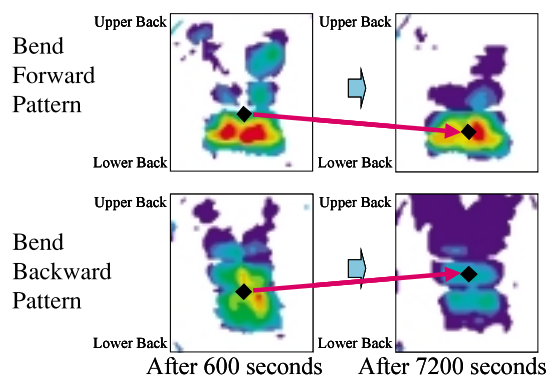 Upper Back
Upper Back
Bend
Forward
Pattern
Lower Back
Lower Back
Upper Back
Upper Back
Bend
Backward
Pattern
Lower Back
Lower Back
After 600 seconds
After 7200 seconds